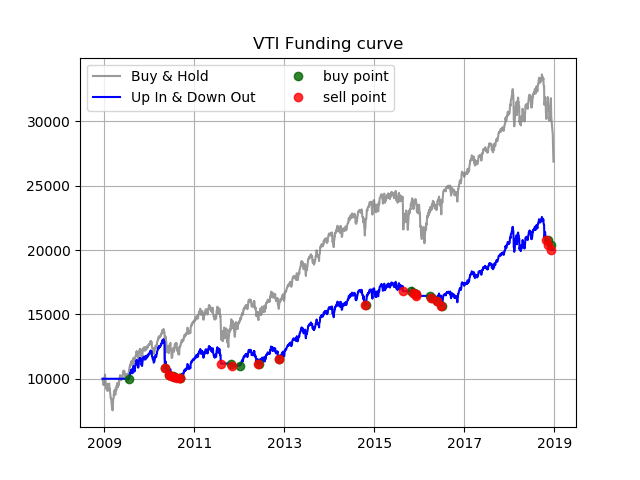 VTI Funding curve
Buy & Hold
Up In & Down Out
buy point
sell point
30000
25000
20000
15000
10000
2009
2011
2013
2015
2017
2019